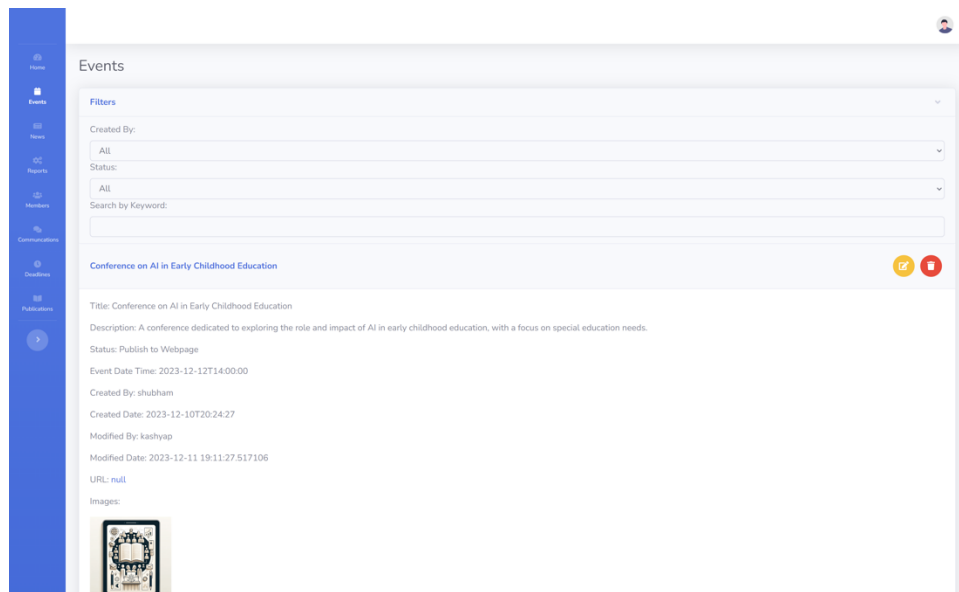 Home
Events
News
Reports
Members
Communications
Deadlines
Publications
Events
Filters
Created By:
All
Status:
All
Search by Keyword:
Conference on AI in Early Childhood Education
Title: Conference on AI in Early Childhood Education
Description: A conference dedicated to exploring the role and impact of AI in early childhood education, with a focus on special education needs.
Status: Publish to Webpage
Event Date Time: 2023-12-12T14:00:00
Created By: shubham
Created Date: 2023-12-10T20:24:27
Modified By: kashyap
Modified Date: 2023-12-11 19:11:27.517106
URL: null
Images: